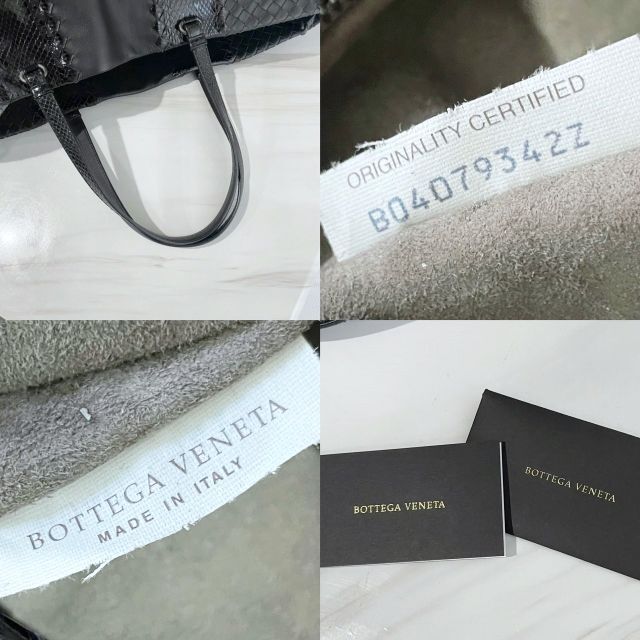 ORIGINALITY CERTIFIED
B04079342Z
BOTTEGA VENETA
MADE IN ITALY
BOTTEGA VENETA
BOTTEGA VENETA